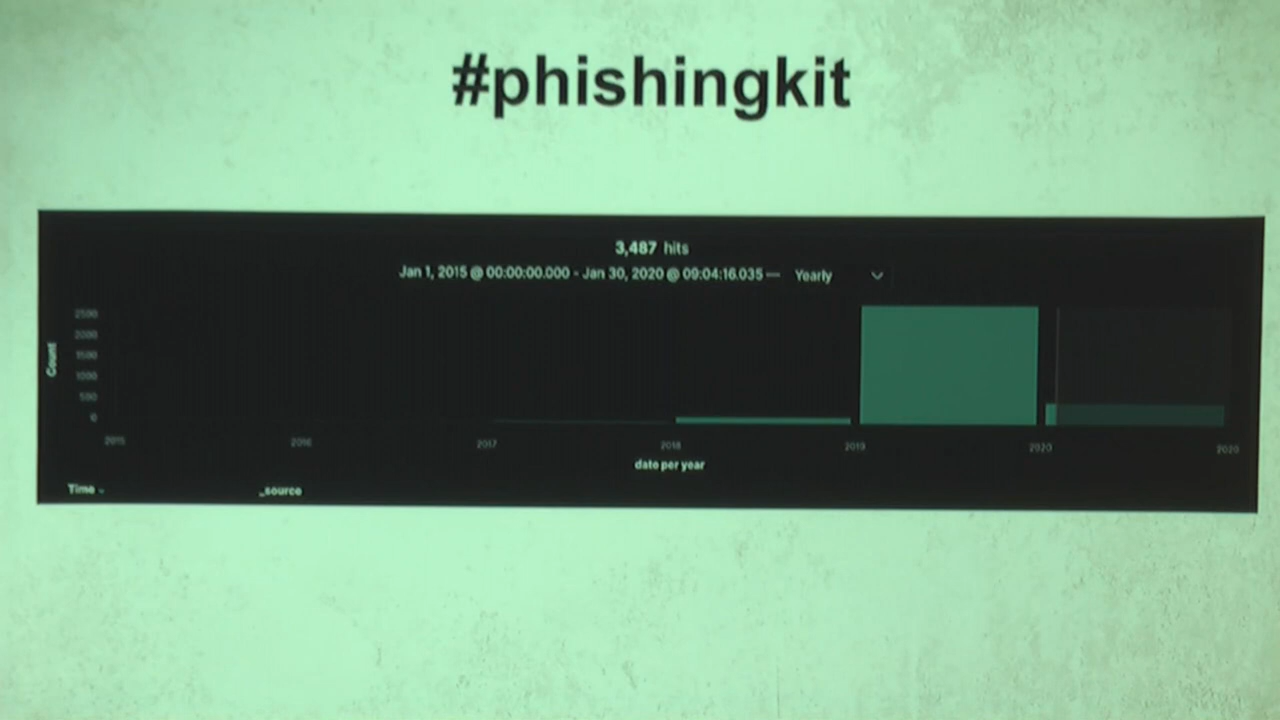 #phishingkit
3,487 hits
Jan 1, 2015 @ 00:00:00.000 - Jan 30, 2020 @ 09:04:16.035 — Yearly
Count
2500
2000
1500
1000
500
0
2015 2016 2017 2018 2019 2020 2020
date per year
Time _source